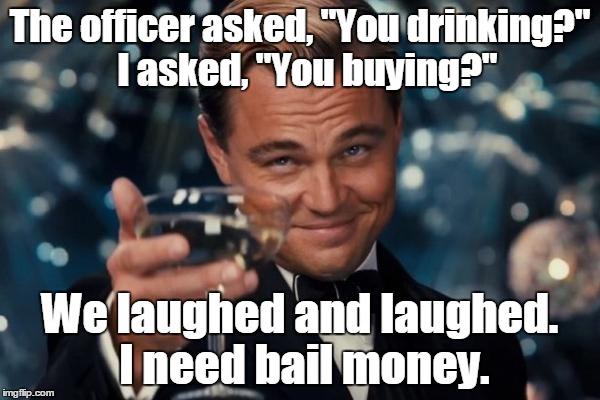 The officer asked, "You drinking?"
I asked, "You buying?"
We laughed and laughed.
I need bail money.
imgflip.com